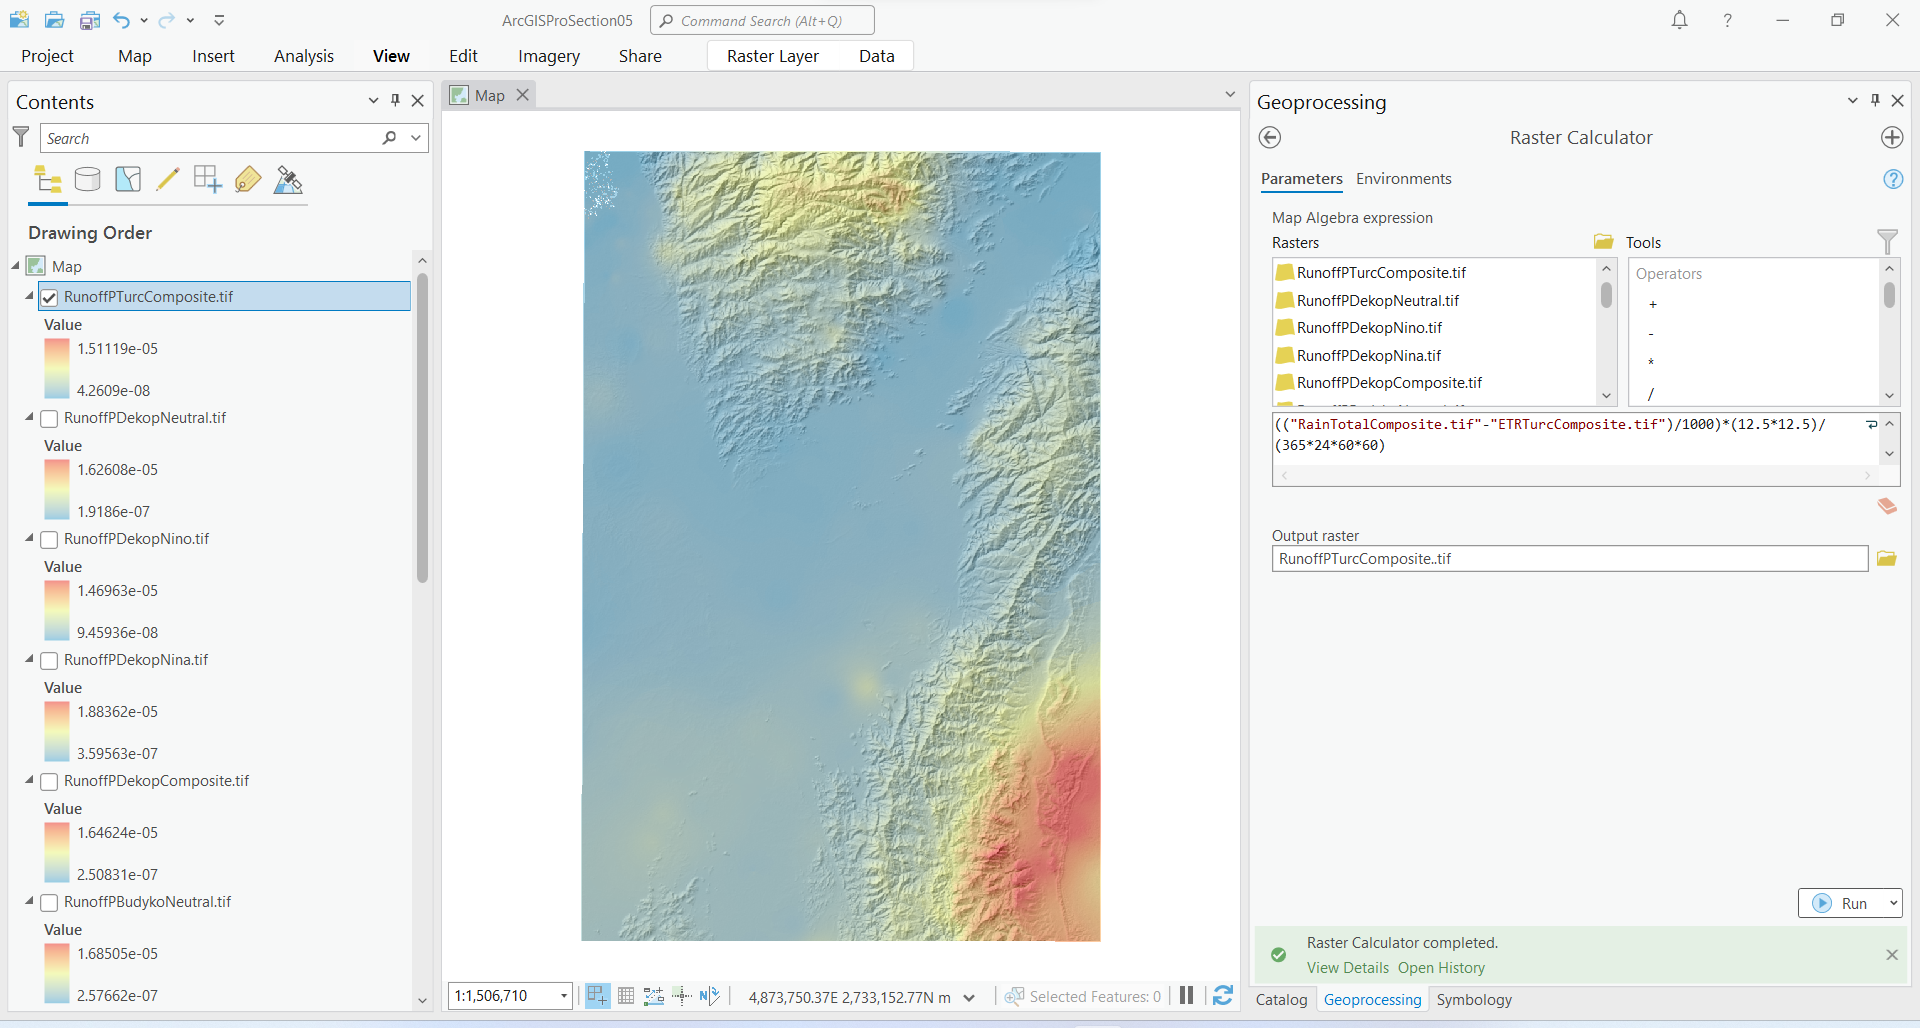 ArcGISProSection05
Command Search (Alt+Q)
?
Project
Map
Insert
Analysis
View
Edit
Imagery
Share
Raster Layer
Data
Contents
Search
Drawing Order
Map
RunoffPTurcComposite.tif
Value
1.51119e-05
4.2609e-08
RunoffPDekopNeutral.tif
Value
1.62608e-05
1.9186e-07
RunoffPDekopNino.tif
Value
1.46963e-05
9.45936e-08
RunoffPDekopNina.tif
Value
1.88362e-05
3.59563e-07
RunoffPDekopComposite.tif
Value
1.64624e-05
2.50831e-07
RunoffPBudykoNeutral.tif
Value
1.68505e-05
2.57662e-07
Map
1:1,506,710
N
4,873,750.37E 2,733,152.77N m
Selected Features: 0
Geoprocessing
Raster Calculator
Parameters
Environments
?
Map Algebra expression
Rasters
Tools
RunoffPTurcComposite.tif
RunoffPDekopNeutral.tif
RunoffPDekopNino.tif
RunoffPDekopNina.tif
RunoffPDekopComposite.tif
Operators
+
-
*
/
(("RainTotalComposite.tif"-"ETRTurcComposite.tif")/1000)*(12.5*12.5)/
(365*24*60*60)
Output raster
RunoffPTurcComposite..tif
Run
Raster Calculator completed.
View Details Open History
Catalog
Geoprocessing
Symbology